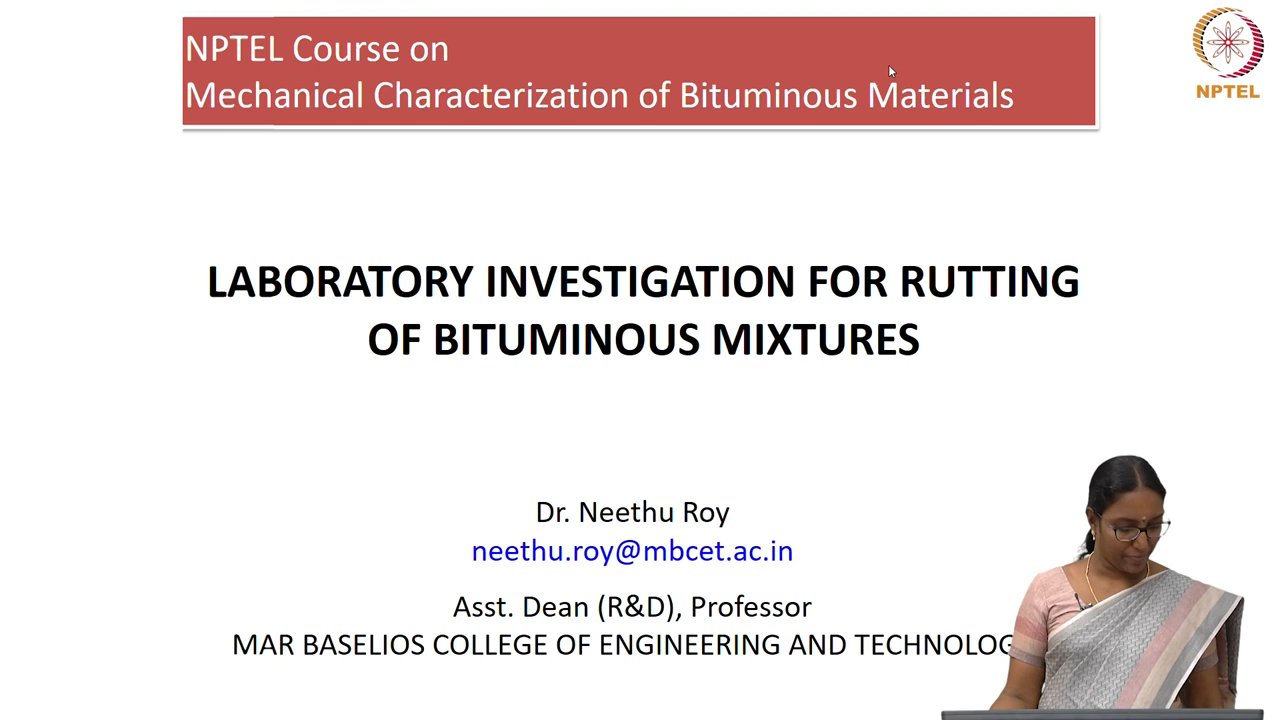 NPTEL Course on
Mechanical Characterization of Bituminous Materials
NPTEL
LABORATORY INVESTIGATION FOR RUTTING
OF BITUMINOUS MIXTURES
Dr. Neethu Roy
neethu.roy@mbcet.ac.in
Asst. Dean (R&D), Professor
MAR BASELIOS COLLEGE OF ENGINEERING AND